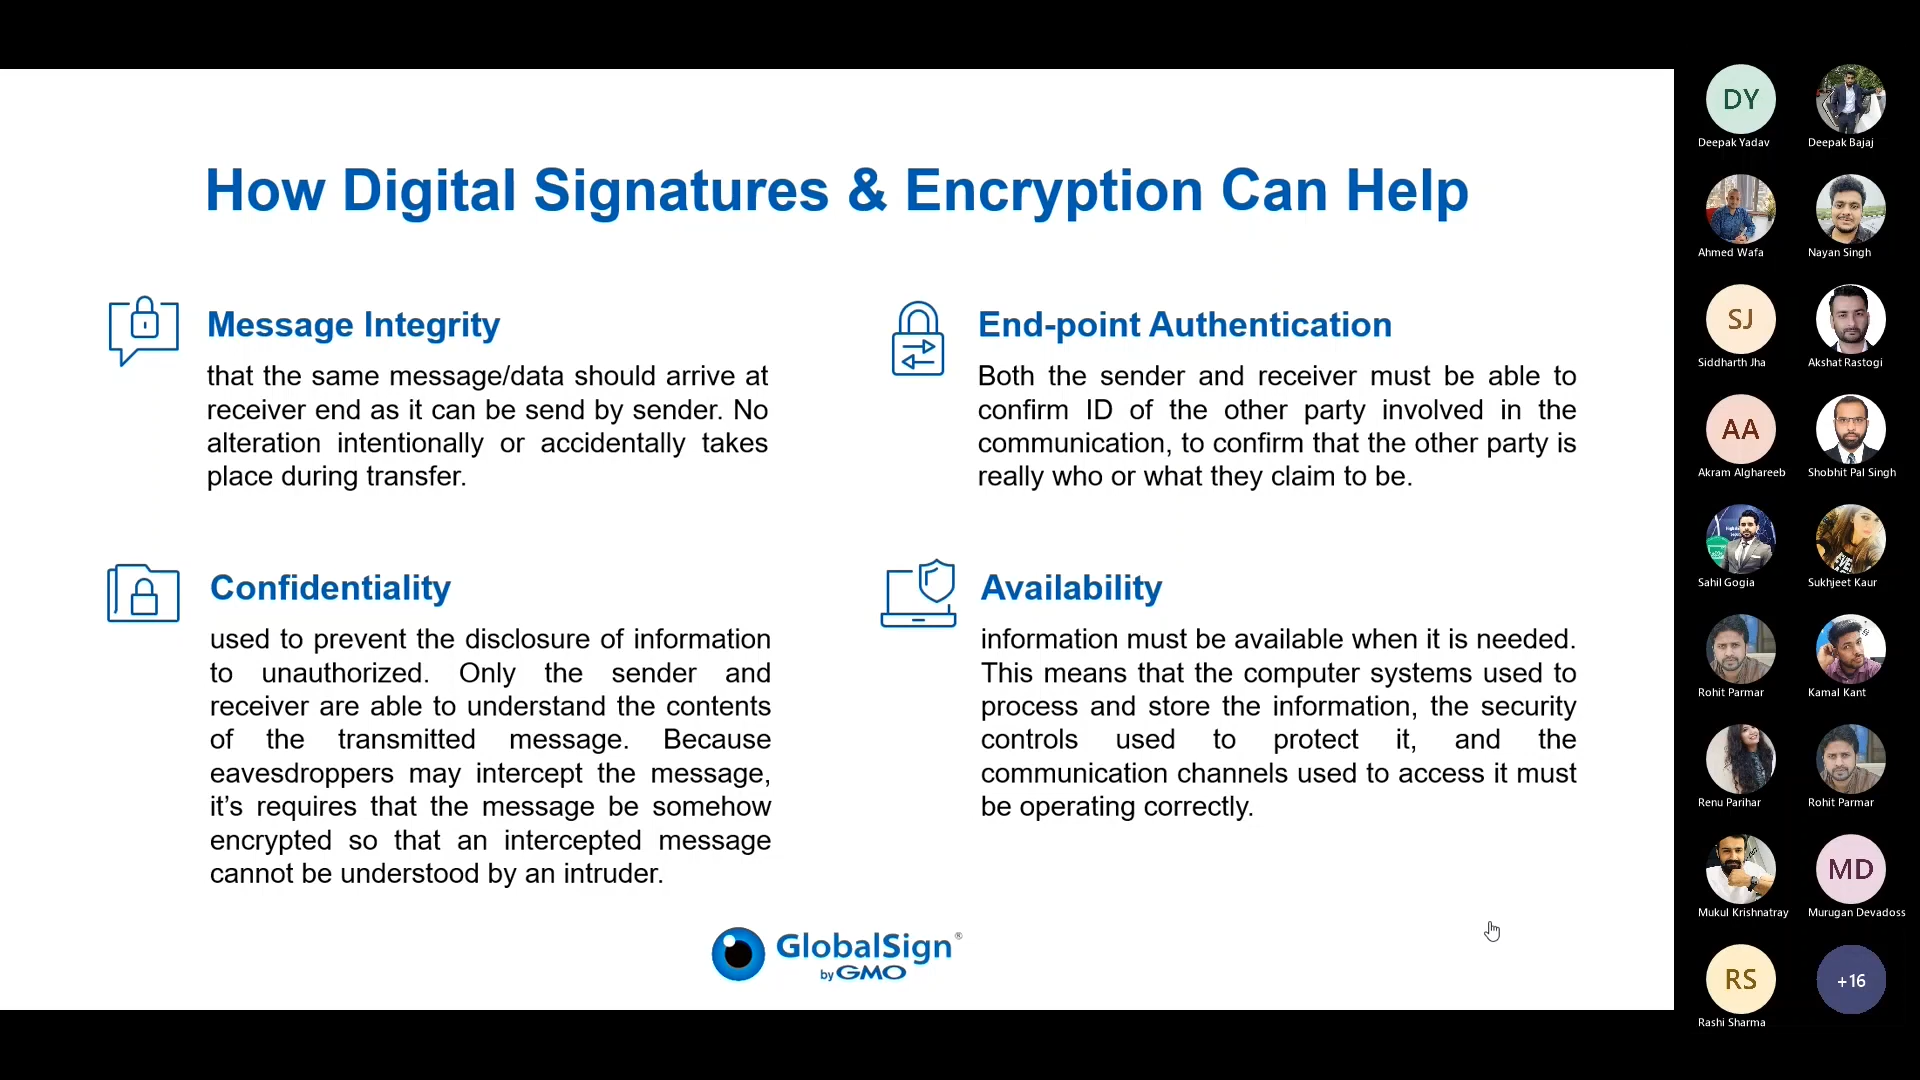 How Digital Signatures & Encryption Can Help
Message Integrity
that the same message/data should arrive at
receiver end as it can be send by sender. No
alteration intentionally or accidentally takes
place during transfer.
End-point Authentication
Both the sender and receiver must be able to
confirm ID of the other party involved in the
communication, to confirm that the other party is
really who or what they claim to be.
Confidentiality
used to prevent the disclosure of information
to unauthorized. Only the sender and
receiver are able to understand the contents
of the transmitted message. Because
eavesdroppers may intercept the message,
it’s requires that the message be somehow
encrypted so that an intercepted message
cannot be understood by an intruder.
Availability
information must be available when it is needed.
This means that the computer systems used to
process and store the information, the security
controls used to protect it, and the
communication channels used to access it must
be operating correctly.
GlobalSign®
by GMO
DY
Deepak Yadav
Deepak Bajaj
Ahmed Wafa
Nayan Singh
SJ
Siddharth Jha
Akshat Rastogi
AA
Akram Alghareeb
Shobhit Pal Singh
Sahil Gogia
Sukhjeet Kaur
Rohit Parmar
Kamal Kant
Renu Parihar
Rohit Parmar
Mukul Krishnatray
MD
Murugan Devadoss
RS
Rashi Sharma
+16